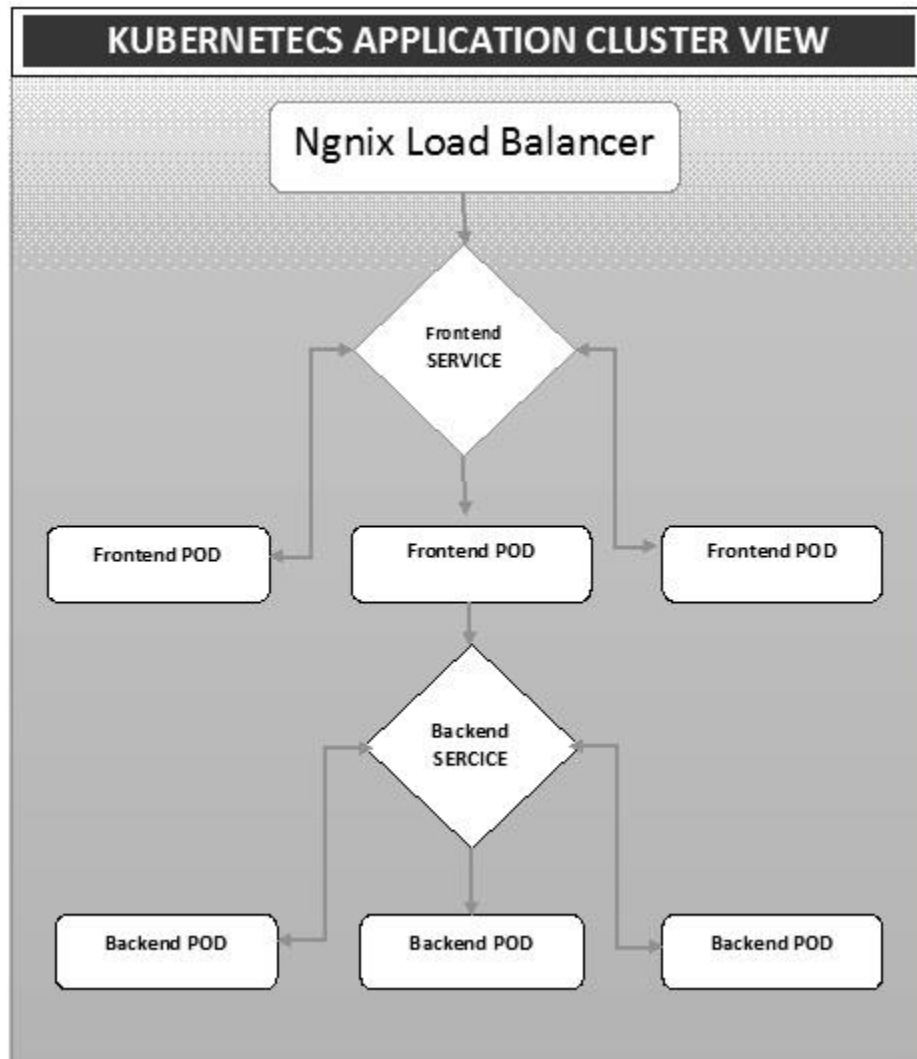 KUBERNETECS APPLICATION CLUSTER VIEW
Ngnix Load Balancer
Frontend
SERVICE
Frontend POD
Frontend POD
Frontend POD
Backend
SERCICE
Backend POD
Backend POD
Backend POD